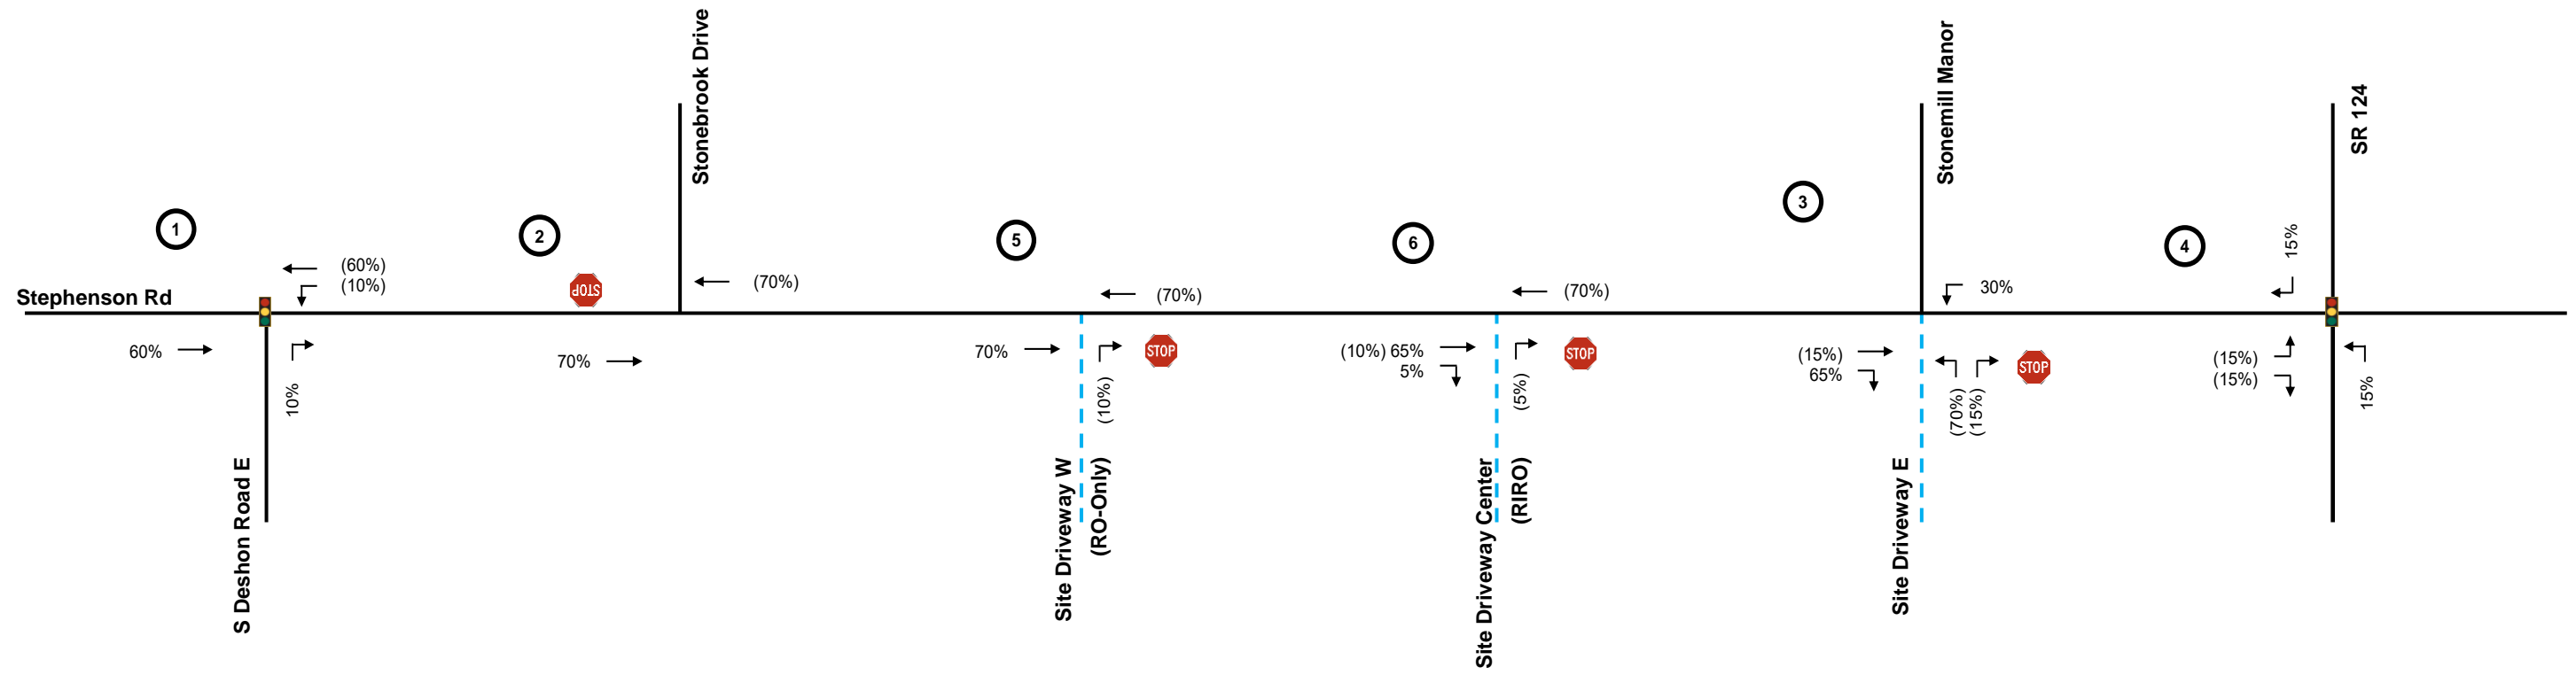 Stonebrook Drive
Stonemill Manor
SR 124
1
2
5
6
3
4
Stephenson Rd
(60%)
(10%)
STOP
(70%)
(70%)
(70%)
30%
15%
60%
10%
70%
70%
(10%)
STOP
(10%) 65%
5%
(5%)
STOP
(15%)
65%
(70%)
(15%)
STOP
(15%)
(15%)
15%
S Deshon Road E
Site Driveway W
(RO-Only)
Site Driveway Center
(RIRO)
Site Driveway E